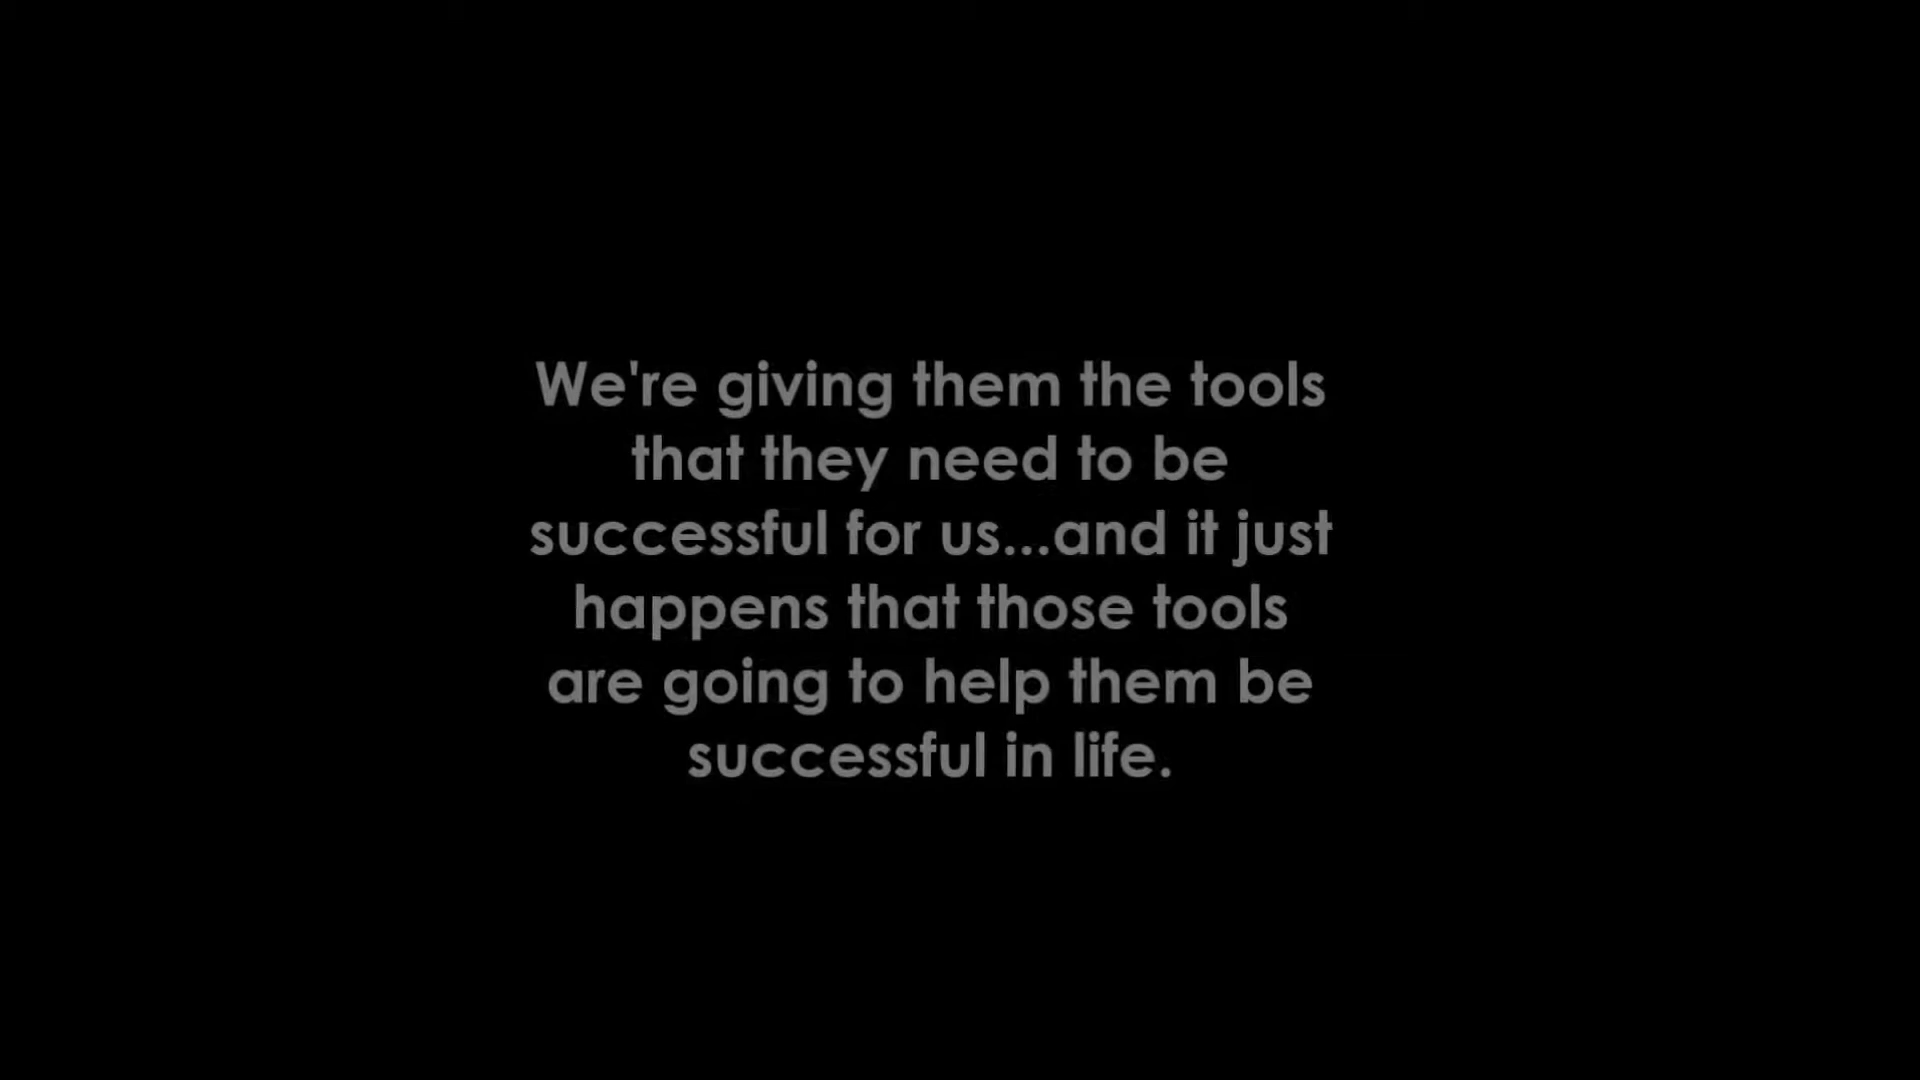 We're giving them the tools
that they need to be
successful for us...and it just
happens that those tools
are going to help them be
successful in life.